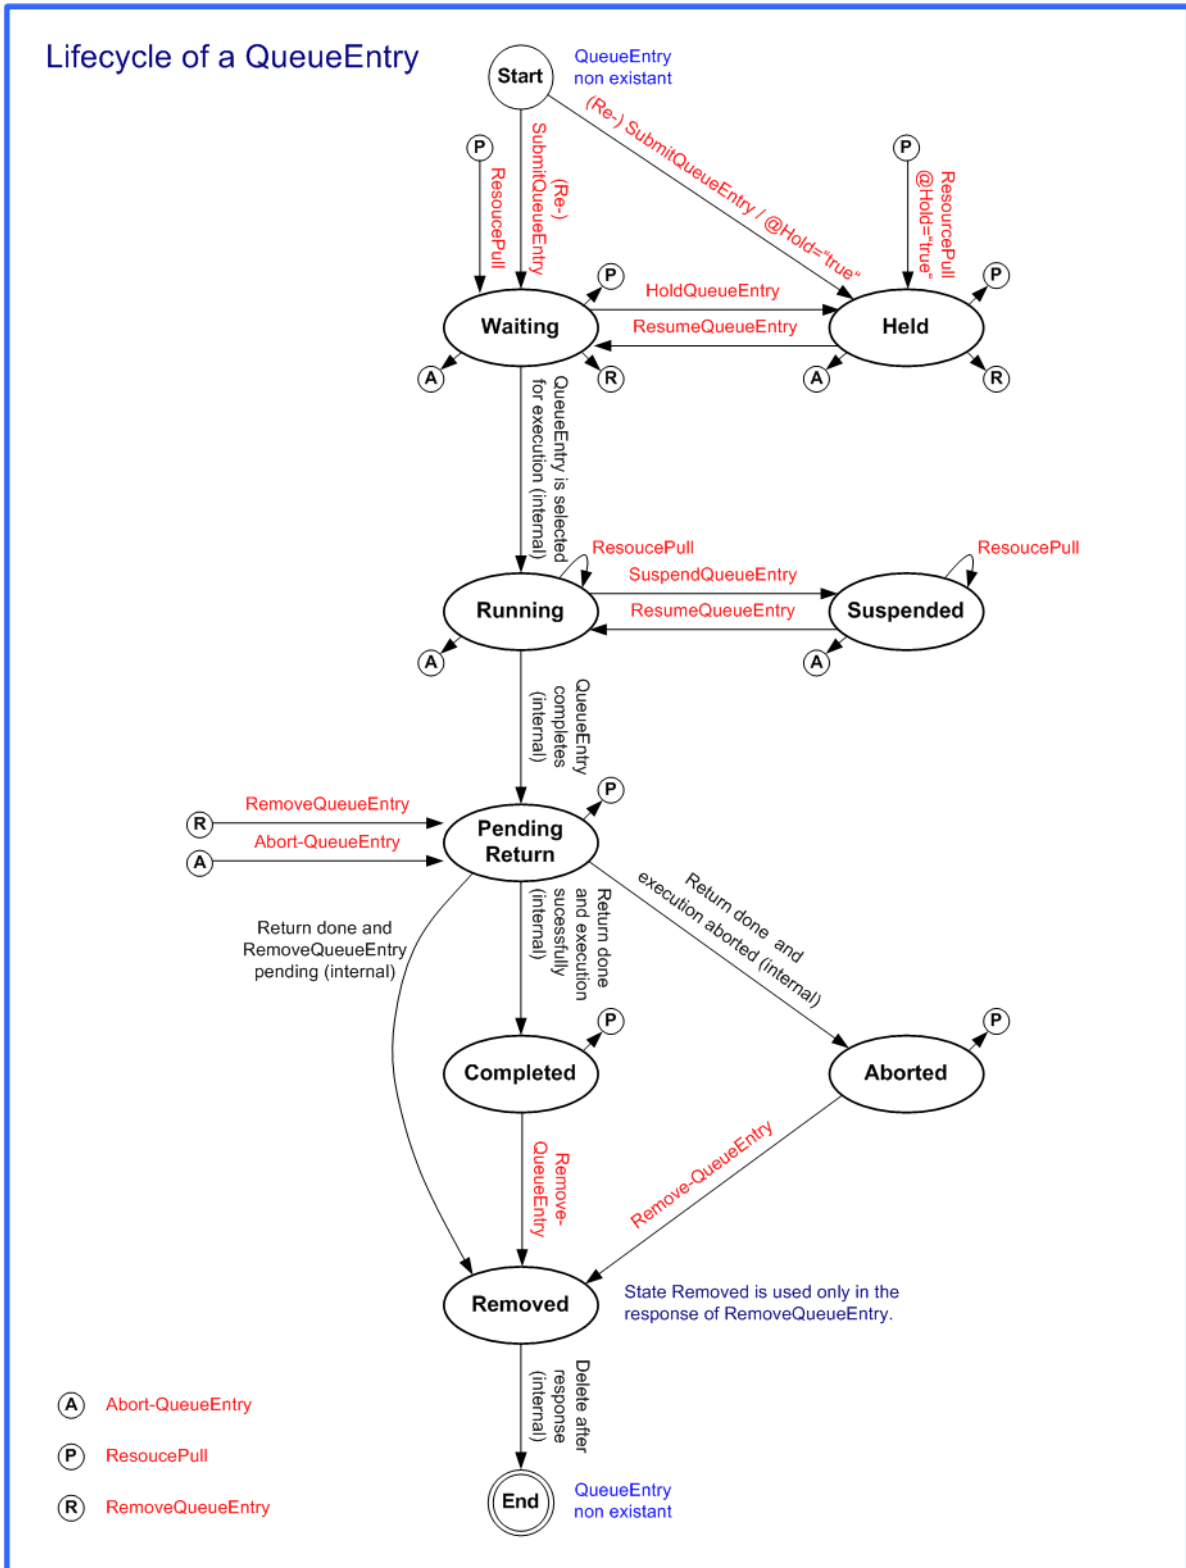 Lifecycle of a QueueEntry
Start
QueueEntry
non existant
(Re-)
SubmitQueueEntry
(Re-) SubmitQueueEntry / @Hold="true"
P
ResoucePull
P
ResourcePull
@Hold="true"
Waiting
P
A
R
HoldQueueEntry
ResumeQueueEntry
Held
P
A
R
QueueEntry is selected
for execution (internal)
Running
ResoucePull
A
SuspendQueueEntry
ResumeQueueEntry
Suspended
ResoucePull
A
QueueEntry
completes
(internal)
R
RemoveQueueEntry
A
Abort-QueueEntry
Pending
Return
P
Return done and
RemoveQueueEntry
pending (internal)
Return done
and execution
sucessfully
(internal)
Return done and
execution aborted (internal)
Completed
P
Aborted
P
Remove-
QueueEntry
Remove-QueueEntry
Removed
State Removed is used only in the
response of RemoveQueueEntry.
Delete after
response
(internal)
End
QueueEntry
non existant
A Abort-QueueEntry
P ResoucePull
R RemoveQueueEntry